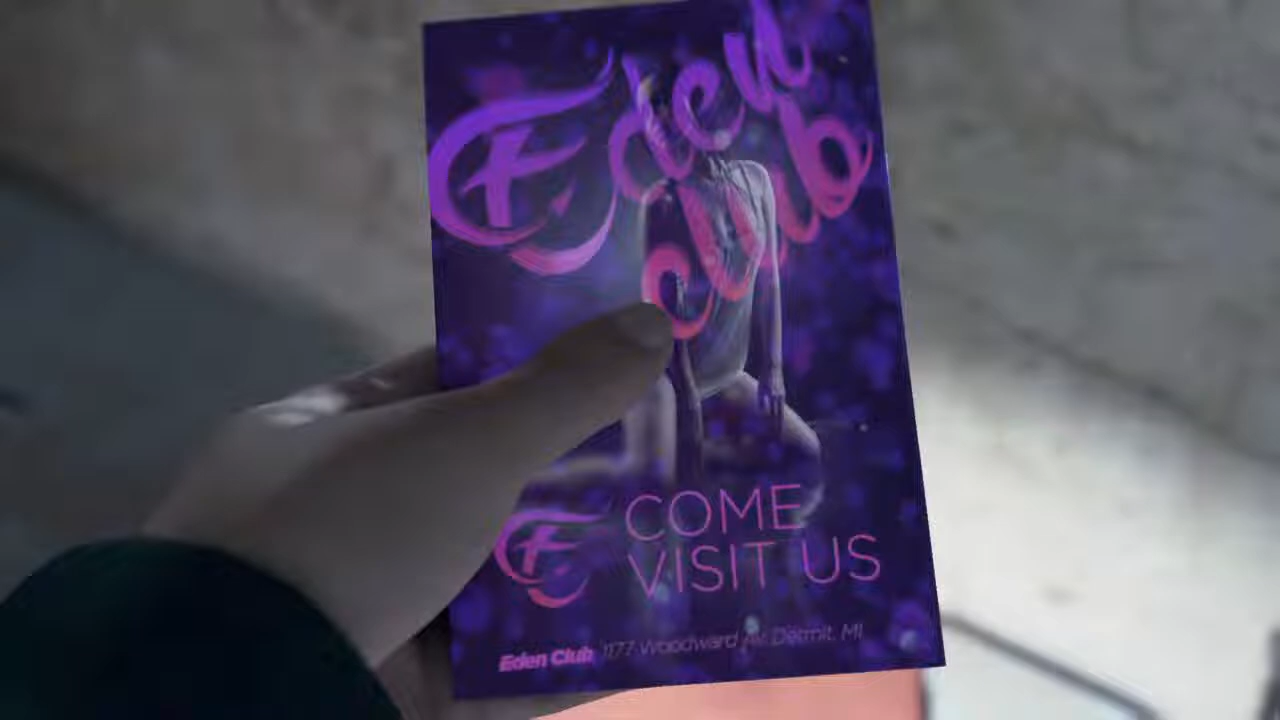 Eden
club
E COME
VISIT US
Eden Club 1177 Woodward Av. Detroit, MI